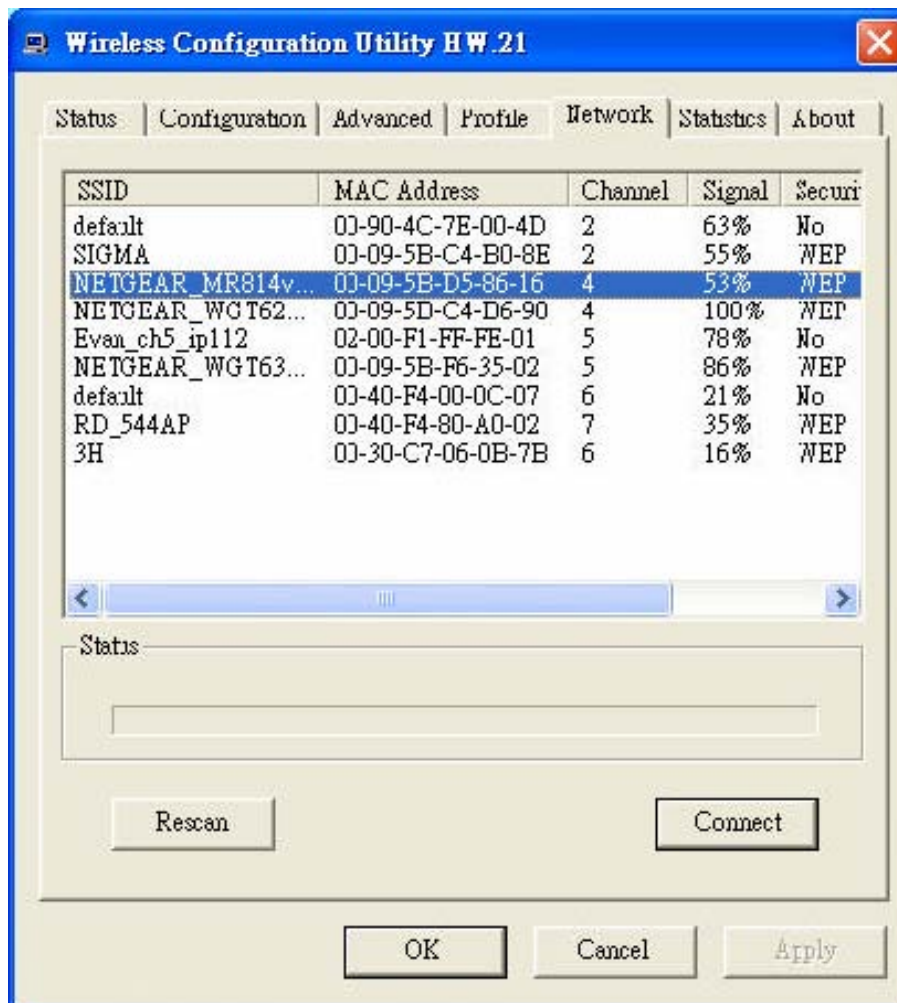 Wireless Configuration Utility HW.21
Status Configuration Advanced Profile Network Statistics About
SSID MAC Address Channel Signal Securi
default 00-90-4C-7E-00-4D 2 63% No
SIGMA 00-09-5B-C4-B0-8E 2 55% WEP
NETGEAR_MR814v... 00-09-5B-D5-86-16 4 53% WEP
NETGEAR_WGT62... 00-09-5D-C4-D6-90 4 100% WEP
Evan_ch5_ip112 02-00-F1-FF-FE-01 5 78% No
NETGEAR_WGT63... 00-09-5B-F6-35-02 5 86% WEP
default 00-40-F4-00-0C-07 6 21% No
RD_544AP 00-40-F4-80-A0-02 7 35% WEP
3H 00-30-C7-06-0B-7B 6 16% WEP
Status
Rescan Connect
OK Cancel Apply